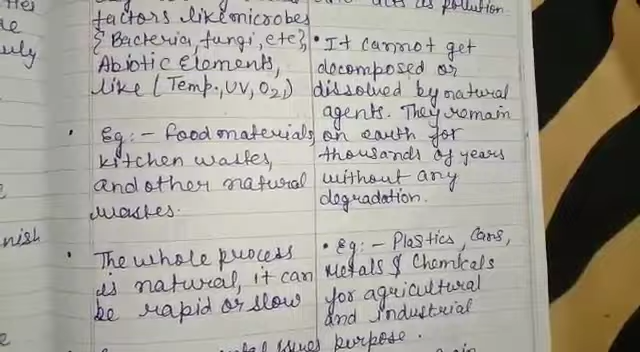 factors like microbes
{Bacteria, fungi, etc},
Abiotic Elements,
like (Temp., UV, O2,)
• Eg:- Food materials,
kitchen wastes,
and other natural
wastes.
• The whole process
is natural, it can
be rapid or slow
acts as pollution.
• It cannot get
decomposed or
dissolved by natural
agents. They remain
on earth for
thousands of years
without any
degradation.
• Eg:- Plastics, Cans,
Metals & Chemicals
for agricultural
and industrial
purpose.